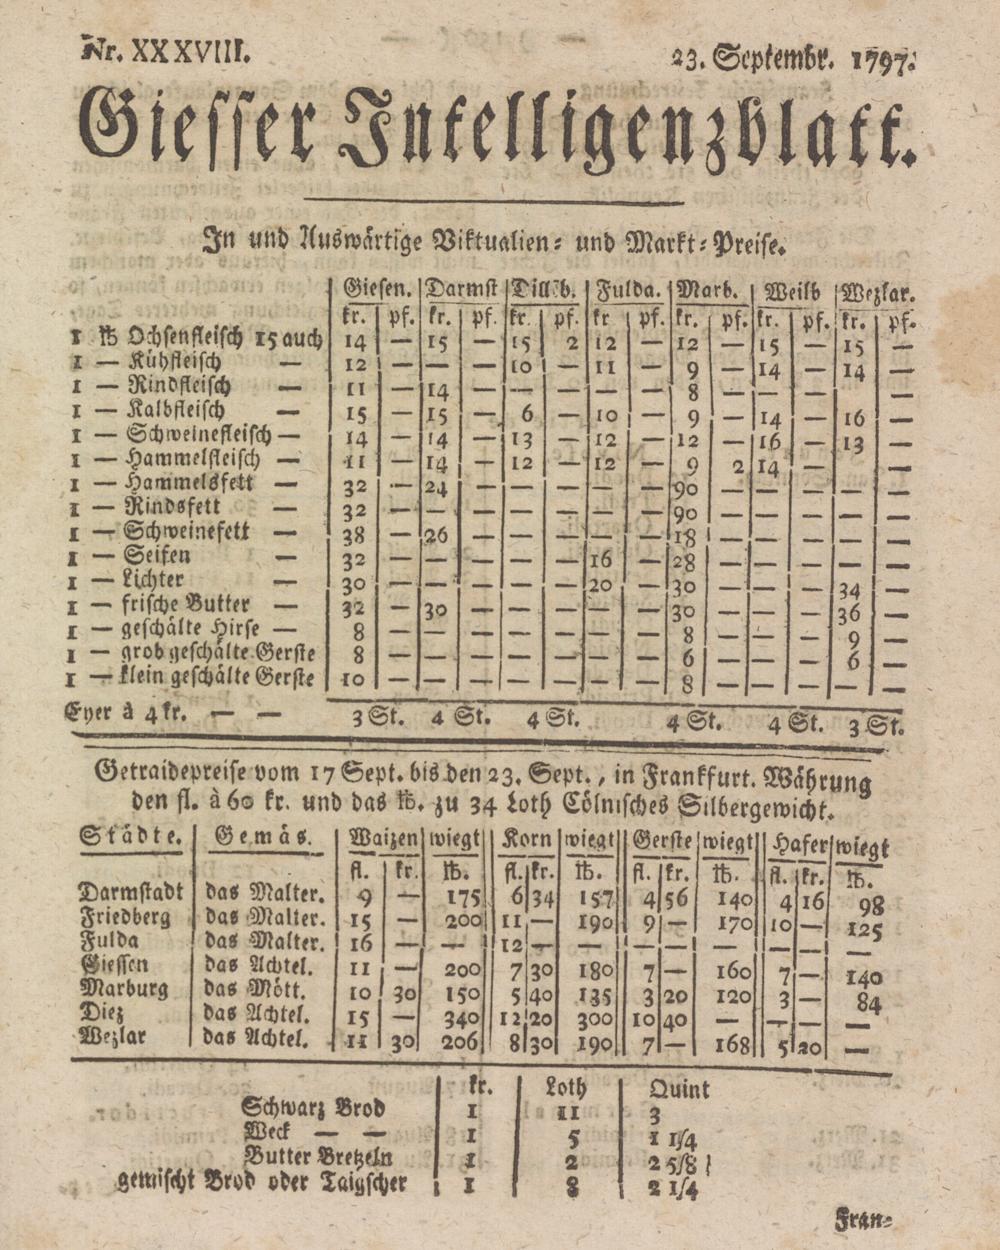 Nr. XXXVIII. 23. Septembr. 1797.
Giesser Intelligenzblatt.
In und Auswärtige Viktualien- und Markt-Preise.
Giesen. Darmst Dillb. Fulda. Marb. Weilb Wezlar.
kr. pf. kr. pf. kr. pf. kr pf. kr. pf. kr. pf. kr. pf.
1 ℔ Ochsenfleisch 15 auch 14 — 15 — 15 2 12 — 12 — 15 — 15 —
1 — Kühfleisch — 12 — — — 10 — 11 — 9 — 14 — 14 —
1 — Rindfleisch — 11 — 14 — — — — — 8 — — — — —
1 — Kalbfleisch — 15 — 15 — 6 — 10 — 9 — 14 — 16 —
1 — Schweinefleisch — 14 — 14 — 13 — 12 — 12 — 16 — 13 —
1 — Hammelfleisch — 11 — 14 — 12 — 12 — 9 2 14 — — —
1 — Hammelsfett — 32 — 24 — — — — — 90 — — — — —
1 — Rindsfett — 32 — — — — — — — 90 — — — — —
1 — Schweinefett — 38 — 26 — — — — — 18 — — — — —
1 — Seifen — 32 — — — — — 16 — 28 — — — — —
1 — Lichter — 30 — — — — — 20 — 30 — — — 34 —
1 — frische Butter — 32 — 30 — — — — — 30 — — — 36 —
1 — geschälte Hirse — 8 — — — — — — — 8 — — — 9 —
1 — grob geschälte Gerste 8 — — — — — — — 6 — — — 6 —
1 — klein geschälte Gerste 10 — — — — — — — 8 — — — — —
Eyer à 4 kr. — — 3 St. 4 St. 4 St. 4 St. 4 St. 3 St.
Getraidepreise vom 17 Sept. bis den 23. Sept., in Frankfurt. Währung
den fl. à 60 kr. und das ℔. zu 34 Loth Cölnisches Silbergewicht.
Städte. Gemäs. Waizen wiegt Korn wiegt Gerste wiegt Hafer wiegt
fl. kr. ℔. fl. kr. ℔. fl. kr. ℔. fl. kr. ℔.
Darmstadt das Malter. 9 — 175 6 34 157 4 56 140 4 16 98
Friedberg das Malter. 15 — 200 11 — 190 9 — 170 10 — 125
Fulda das Malter. 16 — — 12 — — — — — — — —
Giessen das Achtel. 11 — 200 7 30 180 7 — 160 7 — 140
Marburg das Mött. 10 30 150 5 40 135 3 20 120 3 — 84
Diez das Achtel. 15 — 340 12 20 300 10 40 — — — —
Wezlar das Achtel. 11 30 206 8 30 190 7 — 168 5 20 —
kr. Loth Quint
Schwarz Brod 1 11 3
Weck — — 1 5 1 1/4
Butter Bretzeln 1 2 2 5/8
gemischt Brod oder Taigscher 1 8 2 1/4
Fran-